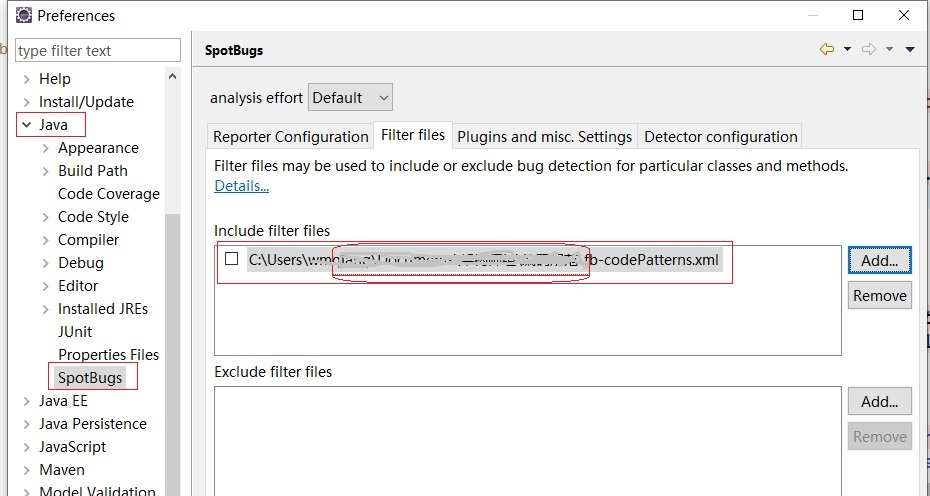 Preferences
type filter text
Help
Install/Update
Java
Appearance
Build Path
Code Coverage
Code Style
Compiler
Debug
Editor
Installed JREs
JUnit
Properties Files
SpotBugs
Java EE
Java Persistence
JavaScript
Maven
Model Validation
SpotBugs
analysis effort Default
Reporter Configuration Filter files Plugins and misc. Settings Detector configuration
Filter files may be used to include or exclude bug detection for particular classes and methods.
Details...
Include filter files
C:\Users\ fb-codePatterns.xml
Add...
Remove
Exclude filter files
Add...
Remove